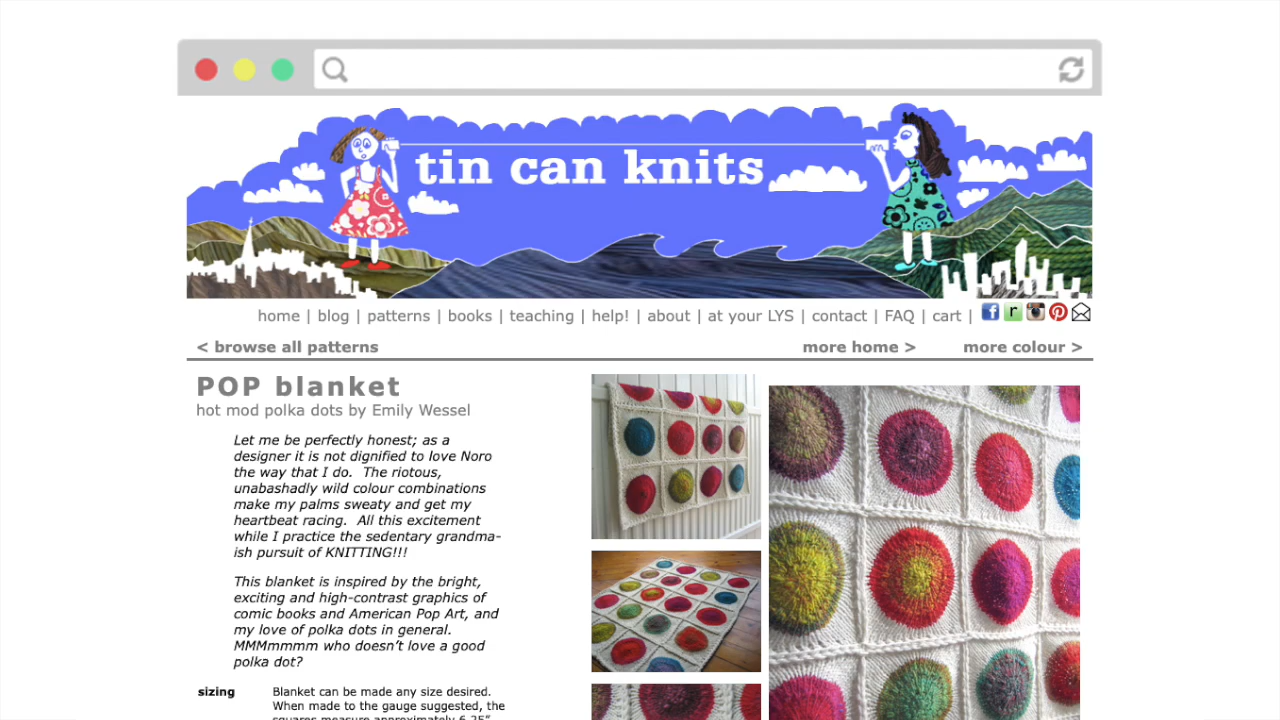 tin can knits
home | blog | patterns | books | teaching | help! | about | at your LYS | contact | FAQ | cart |
< browse all patterns
more home >
more colour >
POP blanket
hot mod polka dots by Emily Wessel
Let me be perfectly honest; as a
designer it is not dignified to love Noro
the way that I do. The riotous,
unabashadly wild colour combinations
make my palms sweaty and get my
heartbeat racing. All this excitement
while I practice the sedentary grandma-
ish pursuit of KNITTING!!!
This blanket is inspired by the bright,
exciting and high-contrast graphics of
comic books and American Pop Art, and
my love of polka dots in general.
MMMmmmm who doesn't love a good
polka dot?
sizing
Blanket can be made any size desired.
When made to the gauge suggested, the
squares measure approximately 6.25"